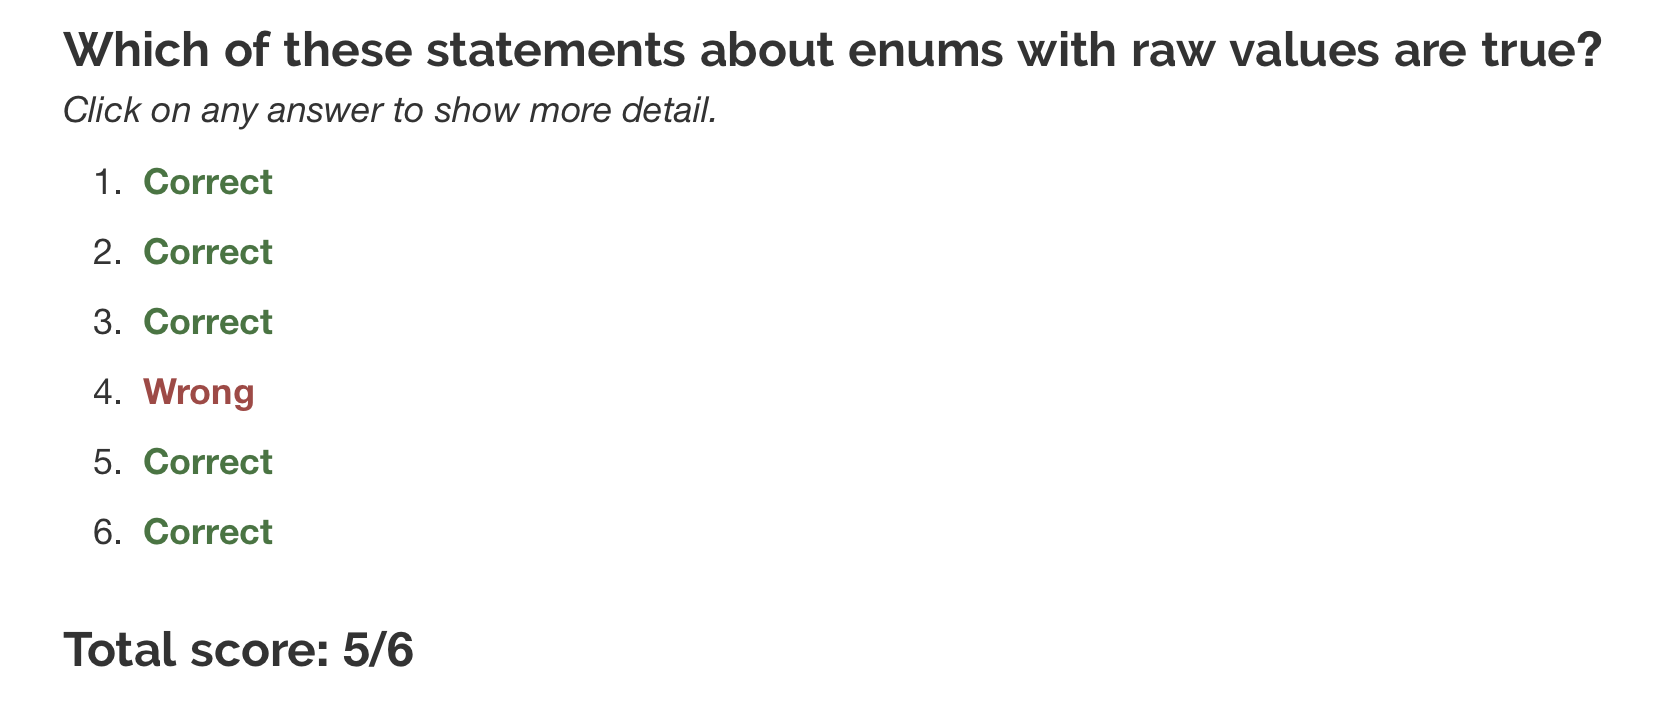 Which of these statements about enums with raw values are true?
Click on any answer to show more detail.
1. Correct
2. Correct
3. Correct
4. Wrong
5. Correct
6. Correct
Total score: 5/6